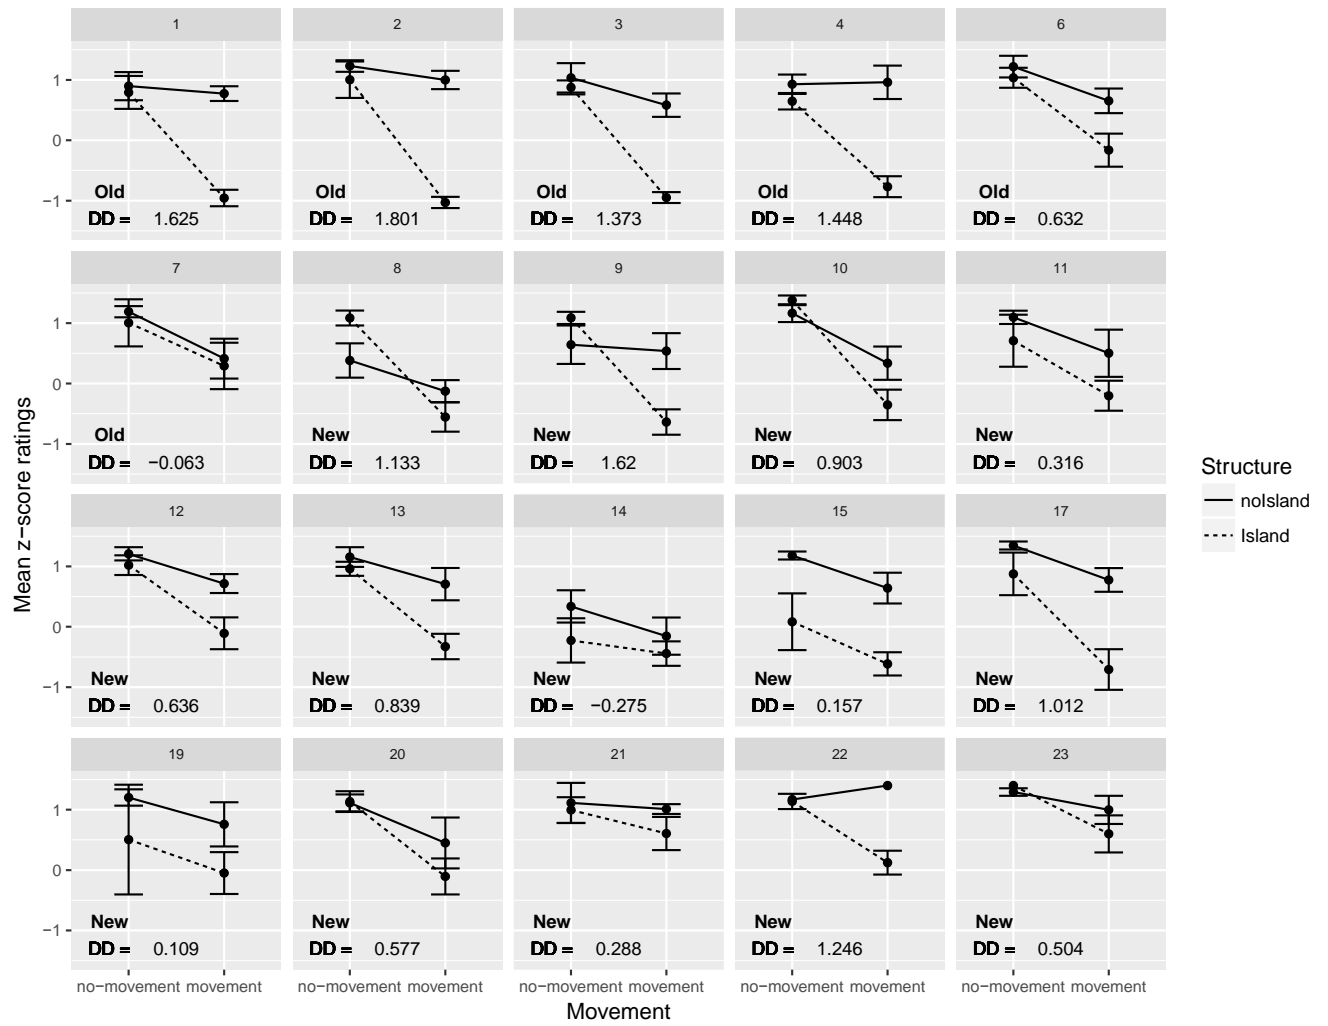 1 2 3 4 6
1
0
−1
Old
DD = 1.625
Old
DD = 1.801
Old
DD = 1.373
Old
DD = 1.448
Old
DD = 0.632
7 8 9 10 11
1
0
−1
Old
DD = −0.063
New
DD = 1.133
New
DD = 1.62
New
DD = 0.903
New
DD = 0.316
12 13 14 15 17
1
0
−1
New
DD = 0.636
New
DD = 0.839
New
DD = −0.275
New
DD = 0.157
New
DD = 1.012
19 20 21 22 23
1
0
−1
New
DD = 0.109
New
DD = 0.577
New
DD = 0.288
New
DD = 1.246
New
DD = 0.504
no−movement movement no−movement movement no−movement movement no−movement movement no−movement movement
Movement
Mean z−score ratings
Structure
noIsland
Island